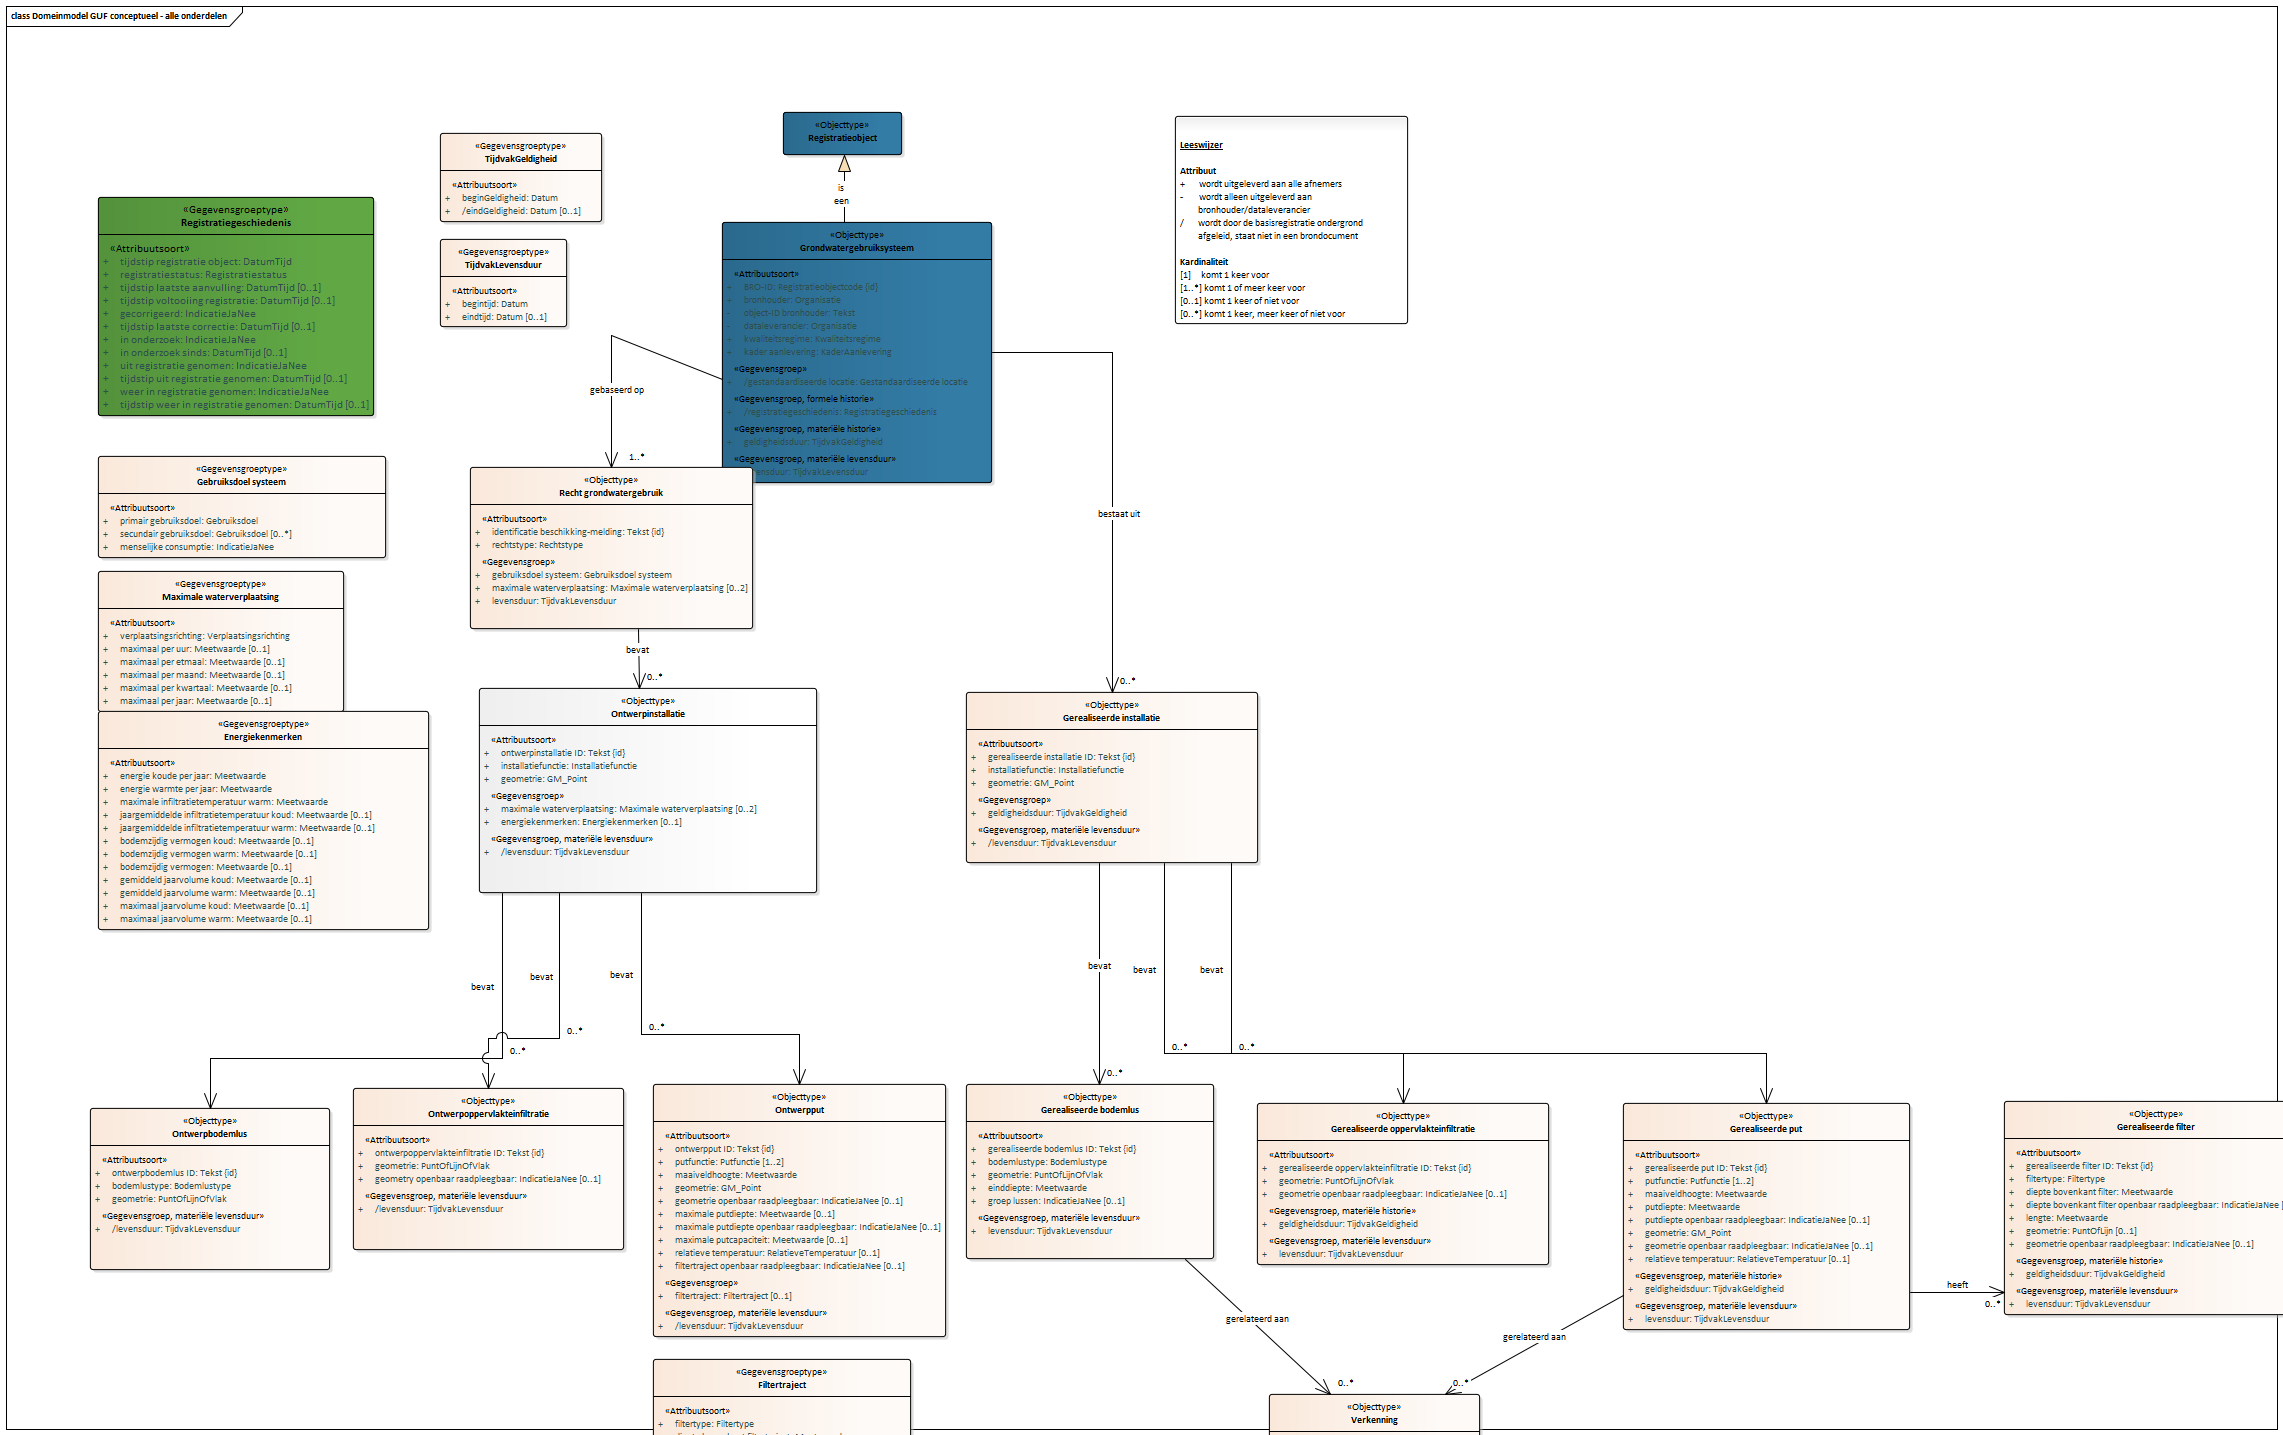 class Domeinmodel GUF conceptueel - alle onderdelen
«Objecttype»
Registratieobject
is
een
«Gegevensgroeptype»
TijdvakGeldigheid
«Attribuutsoort»
+ beginGeldigheid: Datum
+ /eindGeldigheid: Datum [0..1]
«Gegevensgroeptype»
TijdvakLevensduur
«Attribuutsoort»
+ begintijd: Datum
+ eindtijd: Datum [0..1]
Leeswijzer
Attribuut
+ wordt uitgeleverd aan alle afnemers
- wordt alleen uitgeleverd aan
bronhouder/dataleverancier
/ wordt door de basisregistratie ondergrond
afgeleid, staat niet in een brondocument
Kardinaliteit
[1] komt 1 keer voor
[1..*] komt 1 of meer keer voor
[0..1] komt 1 keer of niet voor
[0..*] komt 1 keer, meer keer of niet voor
«Gegevensgroeptype»
Registratiegeschiedenis
«Attribuutsoort»
+ tijdstip registratie object: DatumTijd
+ registratiestatus: Registratiestatus
+ tijdstip laatste aanvulling: DatumTijd [0..1]
+ tijdstip voltooiing registratie: DatumTijd [0..1]
+ gecorrigeerd: IndicatieJaNee
+ tijdstip laatste correctie: DatumTijd [0..1]
+ in onderzoek: IndicatieJaNee
+ in onderzoek sinds: DatumTijd [0..1]
+ uit registratie genomen: IndicatieJaNee
+ tijdstip uit registratie genomen: DatumTijd [0..1]
+ weer in registratie genomen: IndicatieJaNee
+ tijdstip weer in registratie genomen: DatumTijd [0..1]
«Objecttype»
Grondwatergebruiksysteem
«Attribuutsoort»
+ BRO-ID: Registratieobjectcode {id}
+ bronhouder: Organisatie
- object-ID bronhouder: Tekst
- dataleverancier: Organisatie
+ kwaliteitsregime: Kwaliteitsregime
+ kader aanlevering: KaderAanlevering
«Gegevensgroep»
+ /gestandaardiseerde locatie: Gestandaardiseerde locatie
«Gegevensgroep, formele historie»
+ /registratiegeschiedenis: Registratiegeschiedenis
«Gegevensgroep, materiële historie»
+ geldigheidsduur: TijdvakGeldigheid
«Gegevensgroep, materiële levensduur»
TijdvakLevensduur
gebaseerd op
1..*
bestaat uit
0..*
«Gegevensgroeptype»
Gebruiksdoel systeem
«Attribuutsoort»
+ primair gebruiksdoel: Gebruiksdoel
+ secundair gebruiksdoel: Gebruiksdoel [0..*]
+ menselijke consumptie: IndicatieJaNee
«Objecttype»
Recht grondwatergebruik
«Attribuutsoort»
+ identificatie beschikking-melding: Tekst {id}
+ rechtstype: Rechtstype
«Gegevensgroep»
+ gebruiksdoel systeem: Gebruiksdoel systeem
+ maximale waterverplaatsing: Maximale waterverplaatsing [0..2]
+ levensduur: TijdvakLevensduur
bevat
0..*
«Gegevensgroeptype»
Maximale waterverplaatsing
«Attribuutsoort»
+ verplaatsingsrichting: Verplaatsingsrichting
+ maximaal per uur: Meetwaarde [0..1]
+ maximaal per etmaal: Meetwaarde [0..1]
+ maximaal per maand: Meetwaarde [0..1]
+ maximaal per kwartaal: Meetwaarde [0..1]
+ maximaal per jaar: Meetwaarde [0..1]
«Gegevensgroeptype»
Energiekenmerken
«Attribuutsoort»
+ energie koude per jaar: Meetwaarde
+ energie warmte per jaar: Meetwaarde
+ maximale infiltratietemperatuur warm: Meetwaarde
+ jaargemiddelde infiltratietemperatuur koud: Meetwaarde [0..1]
+ jaargemiddelde infiltratietemperatuur warm: Meetwaarde [0..1]
+ bodemzijdig vermogen koud: Meetwaarde [0..1]
+ bodemzijdig vermogen warm: Meetwaarde [0..1]
+ bodemzijdig vermogen: Meetwaarde [0..1]
+ gemiddeld jaarvolume koud: Meetwaarde [0..1]
+ gemiddeld jaarvolume warm: Meetwaarde [0..1]
+ maximaal jaarvolume koud: Meetwaarde [0..1]
+ maximaal jaarvolume warm: Meetwaarde [0..1]
«Objecttype»
Ontwerpinstallatie
«Attribuutsoort»
+ ontwerpinstallatie ID: Tekst {id}
+ installatiefunctie: Installatiefunctie
+ geometrie: GM_Point
«Gegevensgroep»
+ maximale waterverplaatsing: Maximale waterverplaatsing [0..2]
+ energiekenmerken: Energiekenmerken [0..1]
«Gegevensgroep, materiële levensduur»
+ /levensduur: TijdvakLevensduur
«Objecttype»
Gerealiseerde installatie
«Attribuutsoort»
+ gerealiseerde installatie ID: Tekst {id}
+ installatiefunctie: Installatiefunctie
+ geometrie: GM_Point
«Gegevensgroep»
+ geldigheidsduur: TijdvakGeldigheid
«Gegevensgroep, materiële levensduur»
+ /levensduur: TijdvakLevensduur
bevat
bevat
bevat
bevat
bevat
bevat
0..*
0..*
0..*
0..*
0..*
0..*
«Objecttype»
Ontwerpbodemlus
«Attribuutsoort»
+ ontwerpbodemlus ID: Tekst {id}
+ bodemlustype: Bodemlustype
+ geometrie: PuntOfLijnOfVlak
«Gegevensgroep, materiële levensduur»
+ /levensduur: TijdvakLevensduur
«Objecttype»
Ontwerpoppervlakteinfiltratie
«Attribuutsoort»
+ ontwerpoppervlakteinfiltratie ID: Tekst {id}
+ geometrie: PuntOfLijnOfVlak
+ geometry openbaar raadpleegbaar: IndicatieJaNee [0..1]
«Gegevensgroep, materiële levensduur»
+ /levensduur: TijdvakLevensduur
«Objecttype»
Ontwerpput
«Attribuutsoort»
+ ontwerpput ID: Tekst {id}
+ putfunctie: Putfunctie [1..2]
+ maaiveldhoogte: Meetwaarde
+ geometrie: GM_Point
+ geometrie openbaar raadpleegbaar: IndicatieJaNee [0..1]
+ maximale putdiepte: Meetwaarde [0..1]
+ maximale putdiepte openbaar raadpleegbaar: IndicatieJaNee [0..1]
+ maximale putcapaciteit: Meetwaarde [0..1]
+ relatieve temperatuur: RelatieveTemperatuur [0..1]
+ filtertraject openbaar raadpleegbaar: IndicatieJaNee [0..1]
«Gegevensgroep»
+ filtertraject: Filtertraject [0..1]
«Gegevensgroep, materiële levensduur»
+ /levensduur: TijdvakLevensduur
«Objecttype»
Gerealiseerde bodemlus
«Attribuutsoort»
+ gerealiseerde bodemlus ID: Tekst {id}
+ bodemlustype: Bodemlustype
+ geometrie: PuntOfLijnOfVlak
+ einddiepte: Meetwaarde
+ groep lussen: IndicatieJaNee [0..1]
«Gegevensgroep, materiële levensduur»
+ levensduur: TijdvakLevensduur
«Objecttype»
Gerealiseerde oppervlakteinfiltratie
«Attribuutsoort»
+ gerealiseerde oppervlakteinfiltratie ID: Tekst {id}
+ geometrie: PuntOfLijnOfVlak
+ geometrie openbaar raadpleegbaar: IndicatieJaNee [0..1]
«Gegevensgroep, materiële historie»
+ geldigheidsduur: TijdvakGeldigheid
«Gegevensgroep, materiële levensduur»
+ levensduur: TijdvakLevensduur
«Objecttype»
Gerealiseerde put
«Attribuutsoort»
+ gerealiseerde put ID: Tekst {id}
+ putfunctie: Putfunctie [1..2]
+ maaiveldhoogte: Meetwaarde
+ putdiepte: Meetwaarde
+ putdiepte openbaar raadpleegbaar: IndicatieJaNee [0..1]
+ geometrie: GM_Point
+ geometrie openbaar raadpleegbaar: IndicatieJaNee [0..1]
+ relatieve temperatuur: RelatieveTemperatuur [0..1]
«Gegevensgroep, materiële historie»
+ geldigheidsduur: TijdvakGeldigheid
«Gegevensgroep, materiële levensduur»
+ levensduur: TijdvakLevensduur
heeft
0..*
«Objecttype»
Gerealiseerde filter
«Attribuutsoort»
+ gerealiseerde filter ID: Tekst {id}
+ filtertype: Filtertype
+ diepte bovenkant filter: Meetwaarde
+ diepte bovenkant filter openbaar raadpleegbaar: IndicatieJaNee [
+ lengte: Meetwaarde
+ geometrie: PuntOfLijn [0..1]
+ geometrie openbaar raadpleegbaar: IndicatieJaNee [0..1]
«Gegevensgroep, materiële historie»
+ geldigheidsduur: TijdvakGeldigheid
«Gegevensgroep, materiële levensduur»
+ levensduur: TijdvakLevensduur
gerelateerd aan
0..*
gerelateerd aan
0..*
«Gegevensgroeptype»
Filtertraject
«Attribuutsoort»
+ filtertype: Filtertype
«Objecttype»
Verkenning